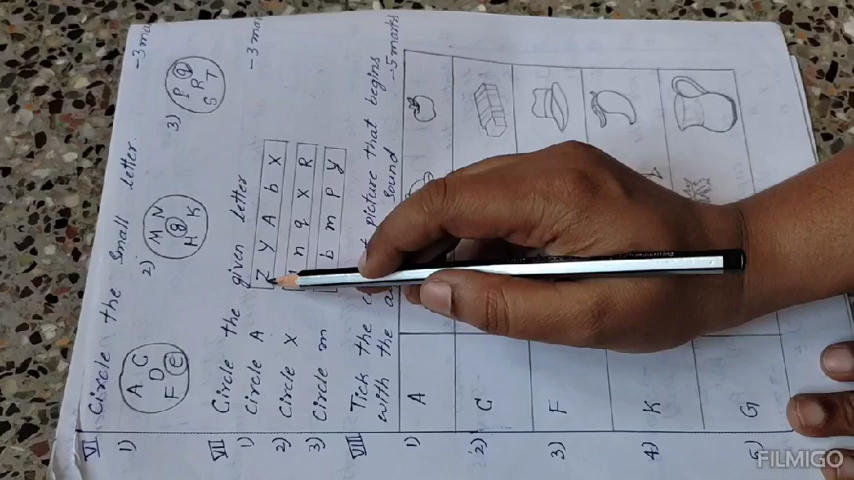 VI Circle the small letter. -3 ma
1) A C D F e
2) M N g H K
3) P q R S T
VII Circle the given letter -3 mar
1) Circle A Z Y A b X
2) Circle X n q X R
3) Circle m b m P y
VIII Tick the picture that begins
with the sound -5 marks
1) A
2) C
3) F
4) K
5) G
FILMIGO